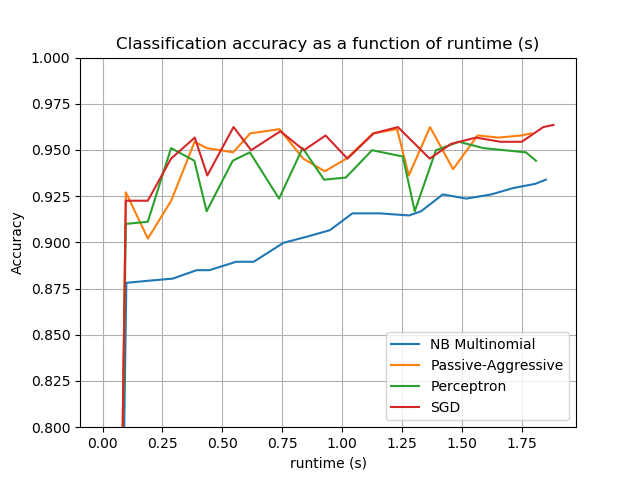 Classification accuracy as a function of runtime (s)
1.000
0.975
0.950
0.925
0.900
0.875
0.850
0.825
0.800
Accuracy
NB Multinomial
Passive-Aggressive
Perceptron
SGD
0.00 0.25 0.50 0.75 1.00 1.25 1.50 1.75
runtime (s)